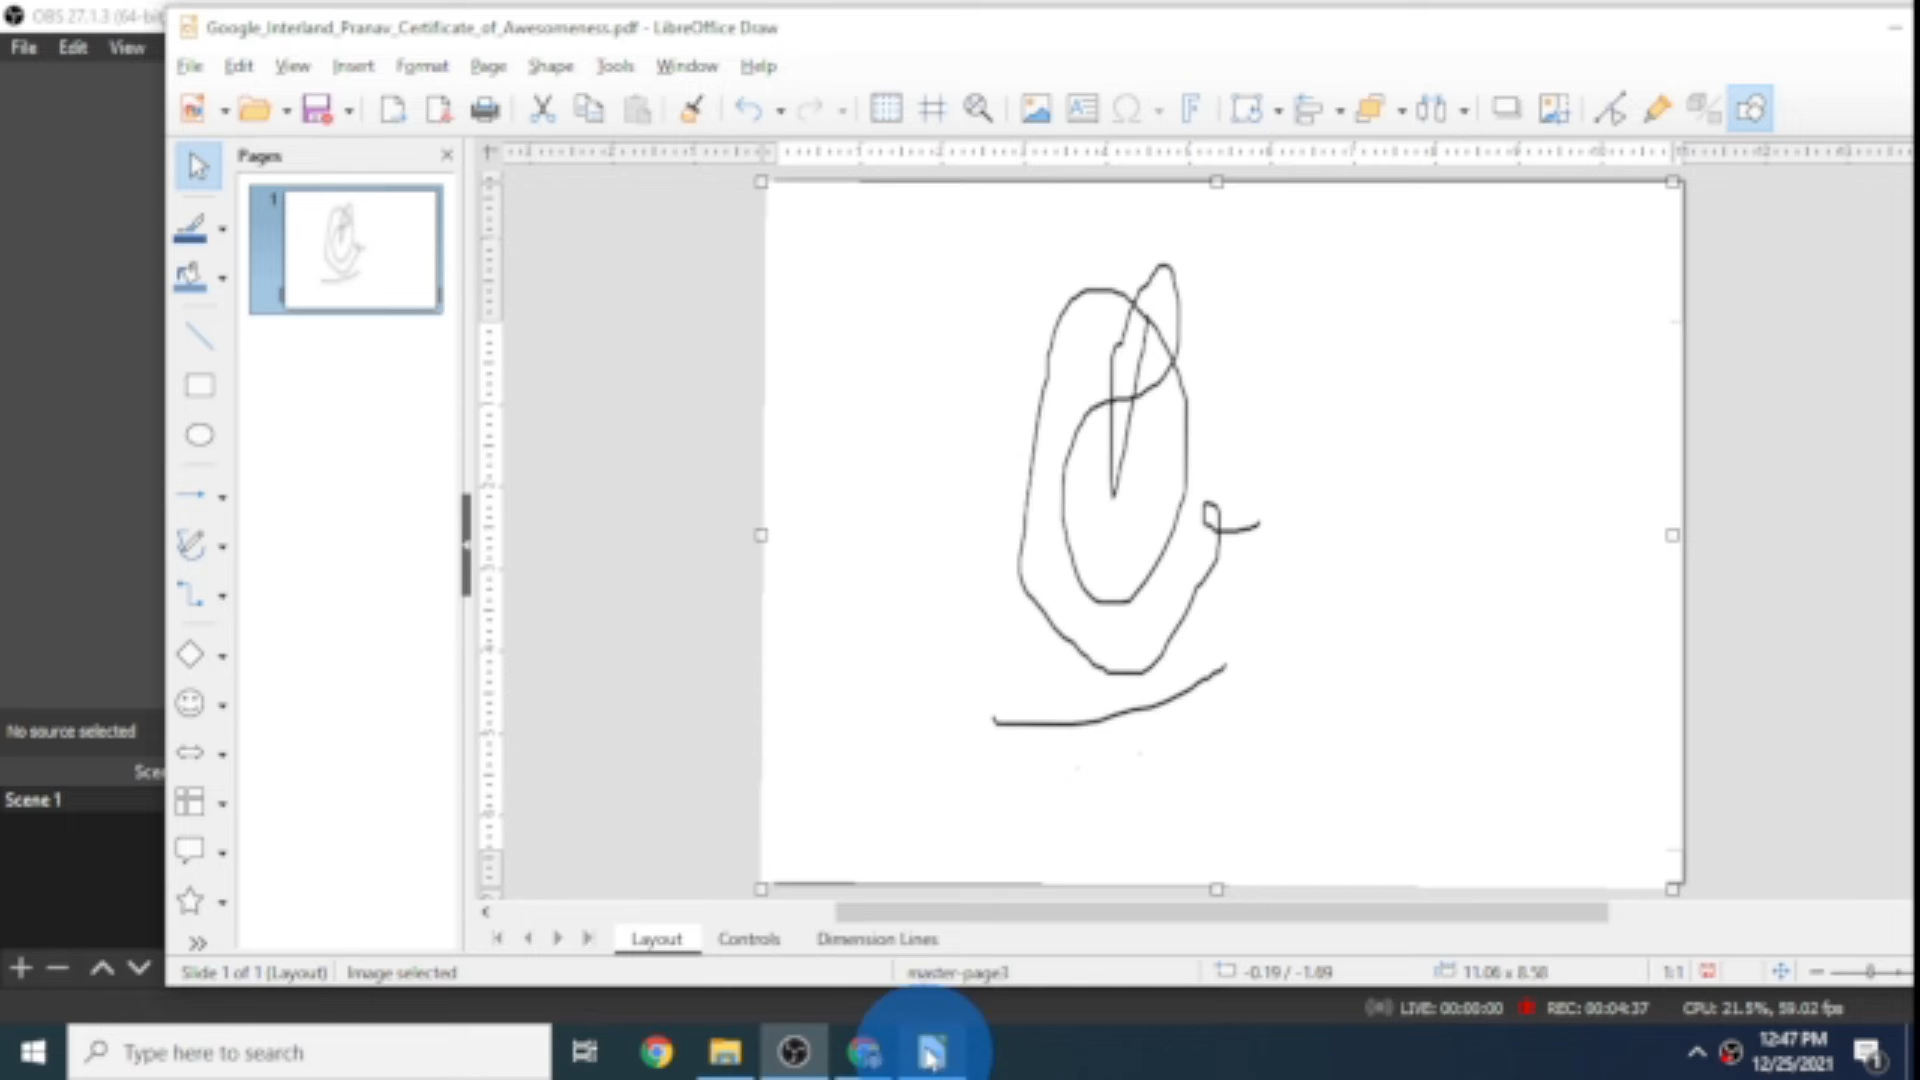 OBS 27.1.3 (64-bit
Google_Interland_Pranav_Certificate_of_Awesomeness.pdf - LibreOffice Draw
File Edit View
File Edit View Insert Format Page Shape Tools Window Help
Pages
1
No source selected
Scene 1
Layout Controls Dimension Lines
Slide 1 of 1 (Layout) Image selected master-page3 -0.19 / -1.69 11.06 x 8.58 1:1
LIVE: 00:00:00 REC: 00:04:37 CPU: 21.5%, 59.02 fps
Type here to search
12:47 PM
12/25/2021
1